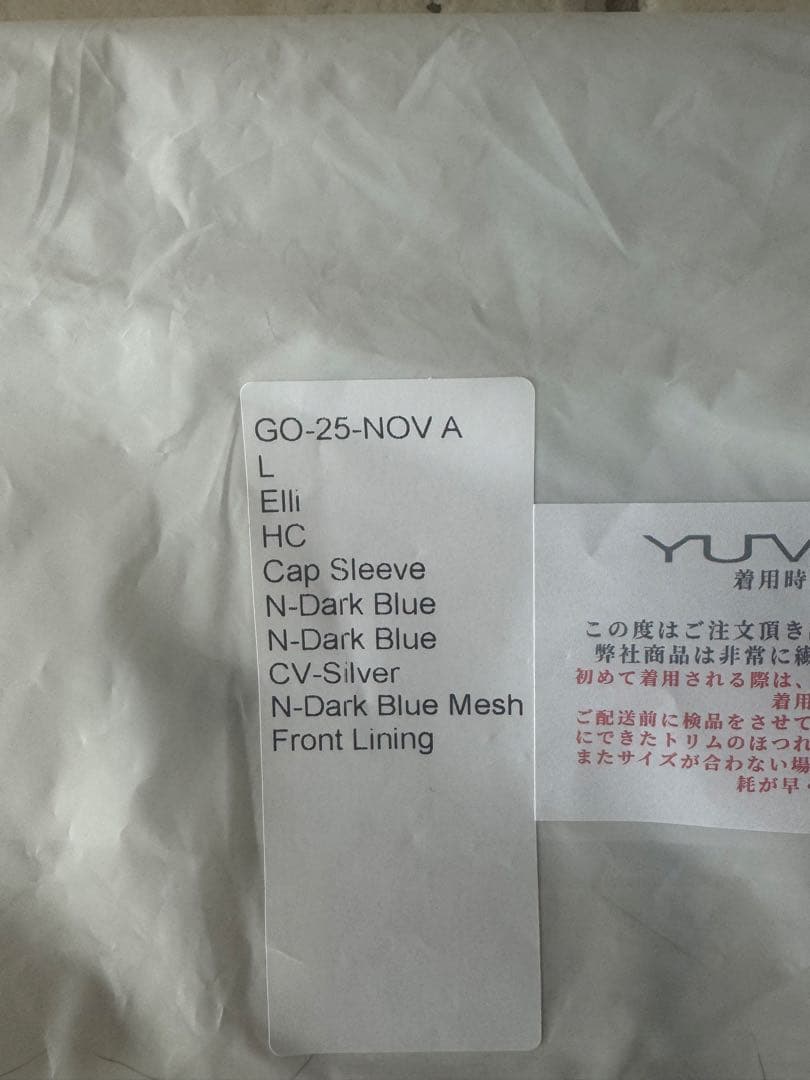 GO-25-NOV A
L
Elli
HC
Cap Sleeve
N-Dark Blue
N-Dark Blue
CV-Silver
N-Dark Blue Mesh
Front Lining
YUV
着用時
この度はご注文頂き
弊社商品は非常に繊
初めて着用される際は、
着用
ご配送前に検品をさせて
にできたトリムのほつれ
またサイズが合わない場
耗が早く